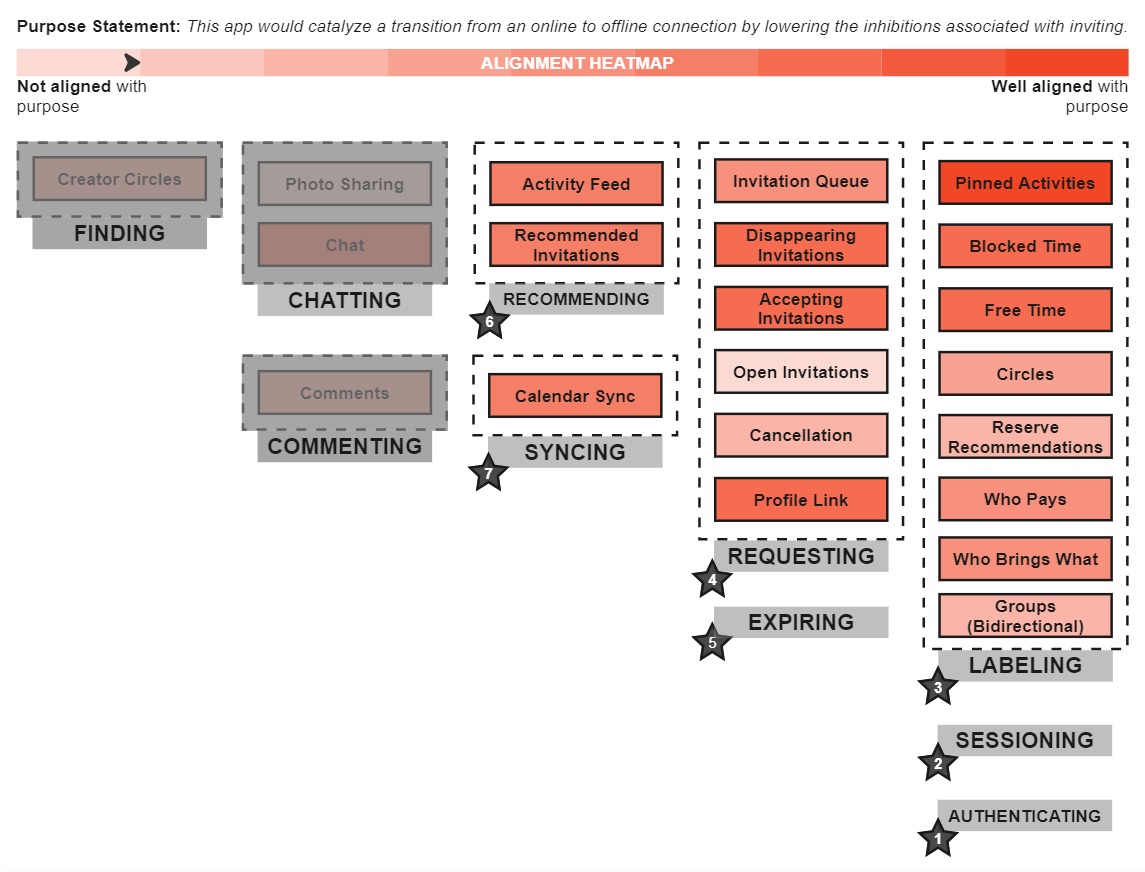 Purpose Statement: This app would catalyze a transition from an online to offline connection by lowering the inhibitions associated with inviting.
ALIGNMENT HEATMAP
Not aligned with
purpose
Well aligned with
purpose
Creator Circles
FINDING
Photo Sharing
Chat
CHATTING
Comments
COMMENTING
Activity Feed
Recommended
Invitations
RECOMMENDING
6
Calendar Sync
SYNCING
7
Invitation Queue
Disappearing
Invitations
Accepting
Invitations
Open Invitations
Cancellation
Profile Link
REQUESTING
4
EXPIRING
5
Pinned Activities
Blocked Time
Free Time
Circles
Reserve
Recommendations
Who Pays
Who Brings What
Groups
(Bidirectional)
LABELING
3
SESSIONING
2
AUTHENTICATING
1